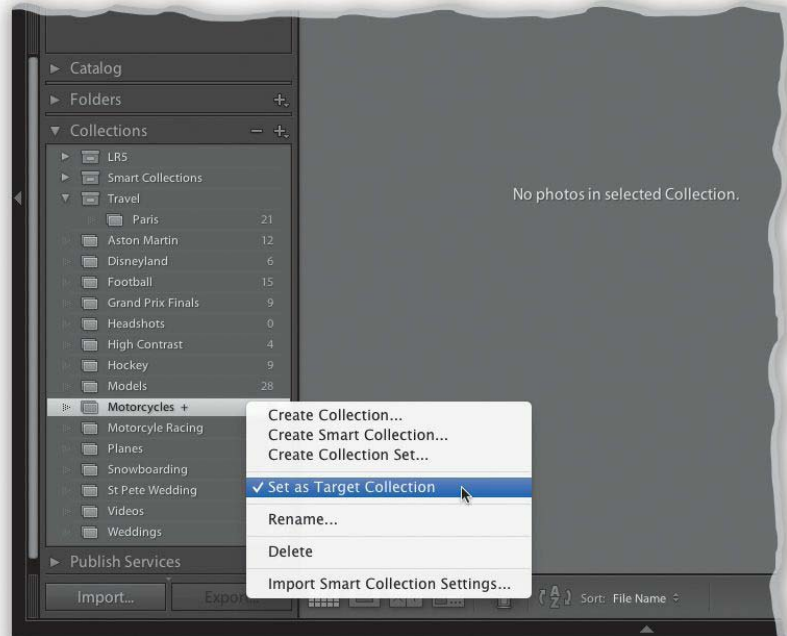 Catalog
Folders
Collections
LR5
Smart Collections
Travel
Paris 21
Aston Martin 12
Disneyland 6
Football 15
Grand Prix Finals 9
Headshots 0
High Contrast 4
Hockey 9
Models 28
Motorcycles +
Motorcyle Racing
Planes
Snowboarding
St Pete Wedding
Videos
Weddings
Publish Services
Import...
Export...
No photos in selected Collection.
Create Collection...
Create Smart Collection...
Create Collection Set...
✓ Set as Target Collection
Rename...
Delete
Import Smart Collection Settings...
Sort: File Name